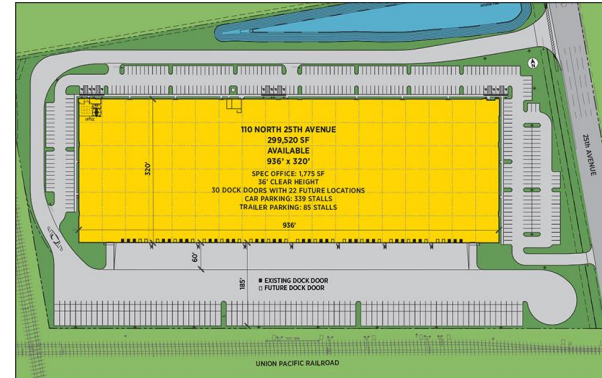 110 NORTH 25TH AVENUE
299,520 SF
AVAILABLE
936' x 320'
SPEC OFFICE: 1,775 SF
36' CLEAR HEIGHT
30 DOCK DOORS WITH 22 FUTURE LOCATIONS
CAR PARKING: 339 STALLS
TRAILER PARKING: 85 STALLS
320'
936'
60'
185'
EXISTING DOCK DOOR
FUTURE DOCK DOOR
25th AVENUE
UNION PACIFIC RAILROAD